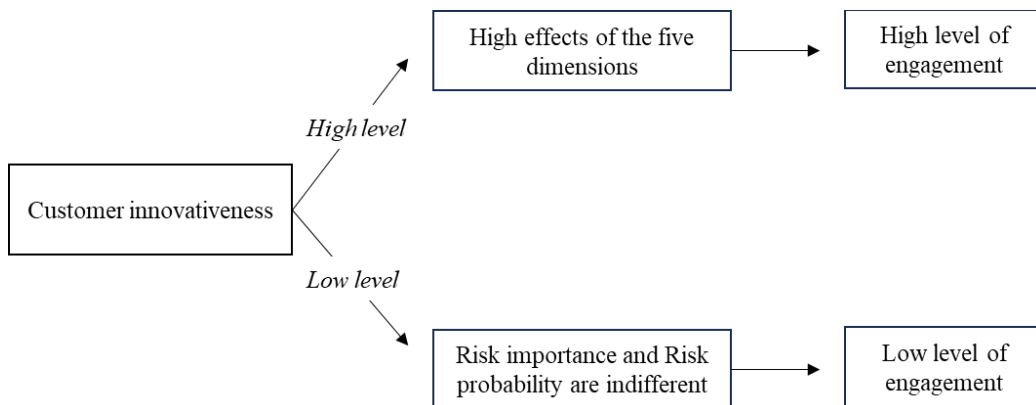 High effects of the five
dimensions
High level of
engagement
High level
Customer innovativeness
Low level
Risk importance and Risk
probability are indifferent
Low level of
engagement